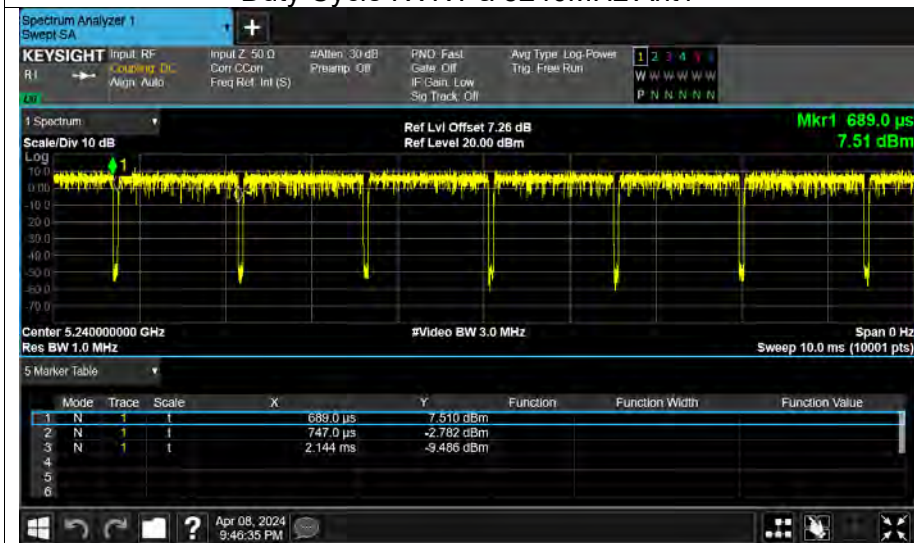 Spectrum Analyzer 1
Swept SA
+
KEYSIGHT Input: RF Input Z: 50 Ω #Atten: 30 dB PNO: Fast Avg Type: Log-Power 1 2 3 4 5 6
Coupling: DC Corr CCorr Preamp: Off Gate: Off Trig: Free Run W W W W W W
Align: Auto Freq Ref: Int (S) IF Gain: Low
Sig Track: Off P N N N N N
1 Spectrum
Ref Lvl Offset 7.26 dB Mkr1 689.0 µs
Scale/Div 10 dB Ref Level 20.00 dBm 7.51 dBm
Log
1
10.0
0.00
-10.0
-20.0
-30.0
-40.0
-50.0
-60.0
-70.0
Center 5.240000000 GHz #Video BW 3.0 MHz Span 0 Hz
Res BW 1.0 MHz Sweep 10.0 ms (10001 pts)
5 Marker Table
Mode Trace Scale X Y Function Function Width Function Value
1 N 1 t 689.0 µs 7.510 dBm
2 N 1 t 747.0 µs -2.782 dBm
3 N 1 t 2.144 ms -9.486 dBm
4
5
6
? Apr 08, 2024
9:46:35 PM